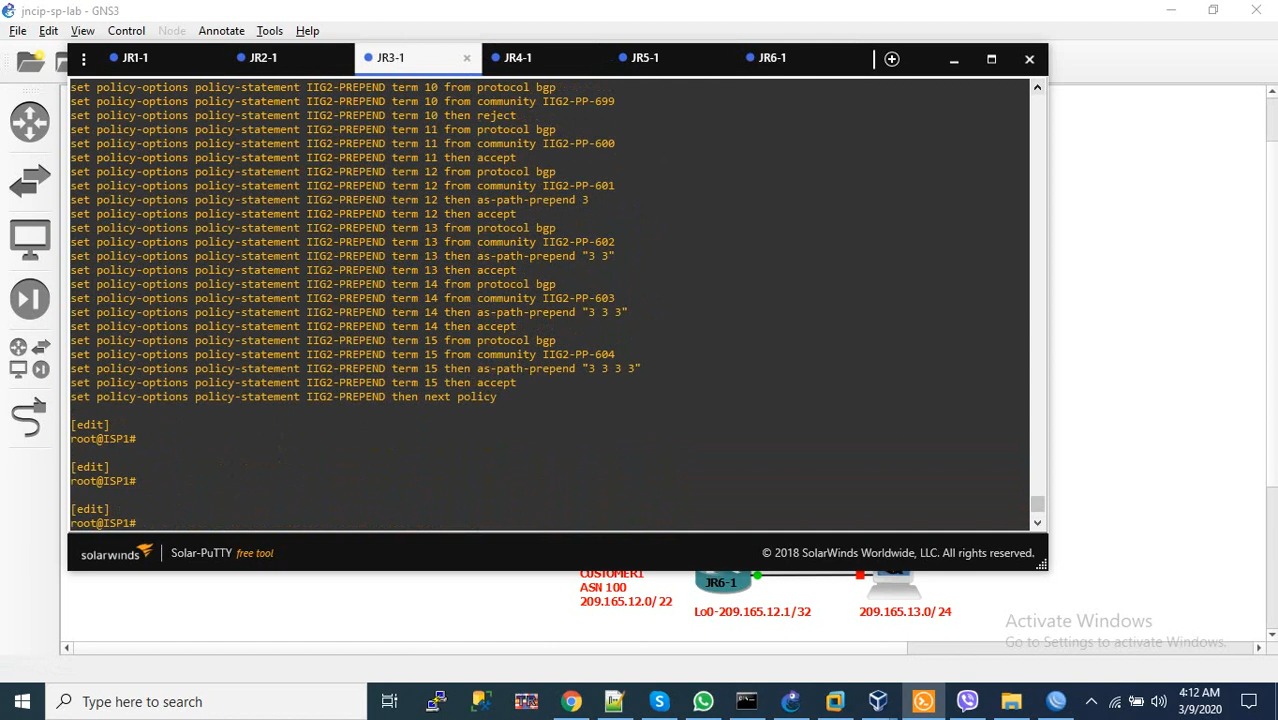 jncip-sp-lab - GNS3
File Edit View Control Node Annotate Tools Help
JR1-1 JR2-1 JR3-1 JR4-1 JR5-1 JR6-1
set policy-options policy-statement IIG2-PREPEND term 10 from protocol bgp
set policy-options policy-statement IIG2-PREPEND term 10 from community IIG2-PP-699
set policy-options policy-statement IIG2-PREPEND term 10 then reject
set policy-options policy-statement IIG2-PREPEND term 11 from protocol bgp
set policy-options policy-statement IIG2-PREPEND term 11 from community IIG2-PP-600
set policy-options policy-statement IIG2-PREPEND term 11 then accept
set policy-options policy-statement IIG2-PREPEND term 12 from protocol bgp
set policy-options policy-statement IIG2-PREPEND term 12 from community IIG2-PP-601
set policy-options policy-statement IIG2-PREPEND term 12 then as-path-prepend 3
set policy-options policy-statement IIG2-PREPEND term 12 then accept
set policy-options policy-statement IIG2-PREPEND term 13 from protocol bgp
set policy-options policy-statement IIG2-PREPEND term 13 from community IIG2-PP-602
set policy-options policy-statement IIG2-PREPEND term 13 then as-path-prepend "3 3"
set policy-options policy-statement IIG2-PREPEND term 13 then accept
set policy-options policy-statement IIG2-PREPEND term 14 from protocol bgp
set policy-options policy-statement IIG2-PREPEND term 14 from community IIG2-PP-603
set policy-options policy-statement IIG2-PREPEND term 14 then as-path-prepend "3 3 3"
set policy-options policy-statement IIG2-PREPEND term 14 then accept
set policy-options policy-statement IIG2-PREPEND term 15 from protocol bgp
set policy-options policy-statement IIG2-PREPEND term 15 from community IIG2-PP-604
set policy-options policy-statement IIG2-PREPEND term 15 then as-path-prepend "3 3 3 3"
set policy-options policy-statement IIG2-PREPEND term 15 then accept
set policy-options policy-statement IIG2-PREPEND then next policy
[edit]
root@ISP1#
[edit]
root@ISP1#
[edit]
root@ISP1#
solarwinds Solar-PuTTY free tool © 2018 SolarWinds Worldwide, LLC. All rights reserved.
CUSTOMER1
ASN 100
209.165.12.0/22
JR6-1
Lo0-209.165.12.1/32
209.165.13.0/24
Activate Windows
Go to Settings to activate Windows.
Type here to search
4:12 AM
3/9/2020